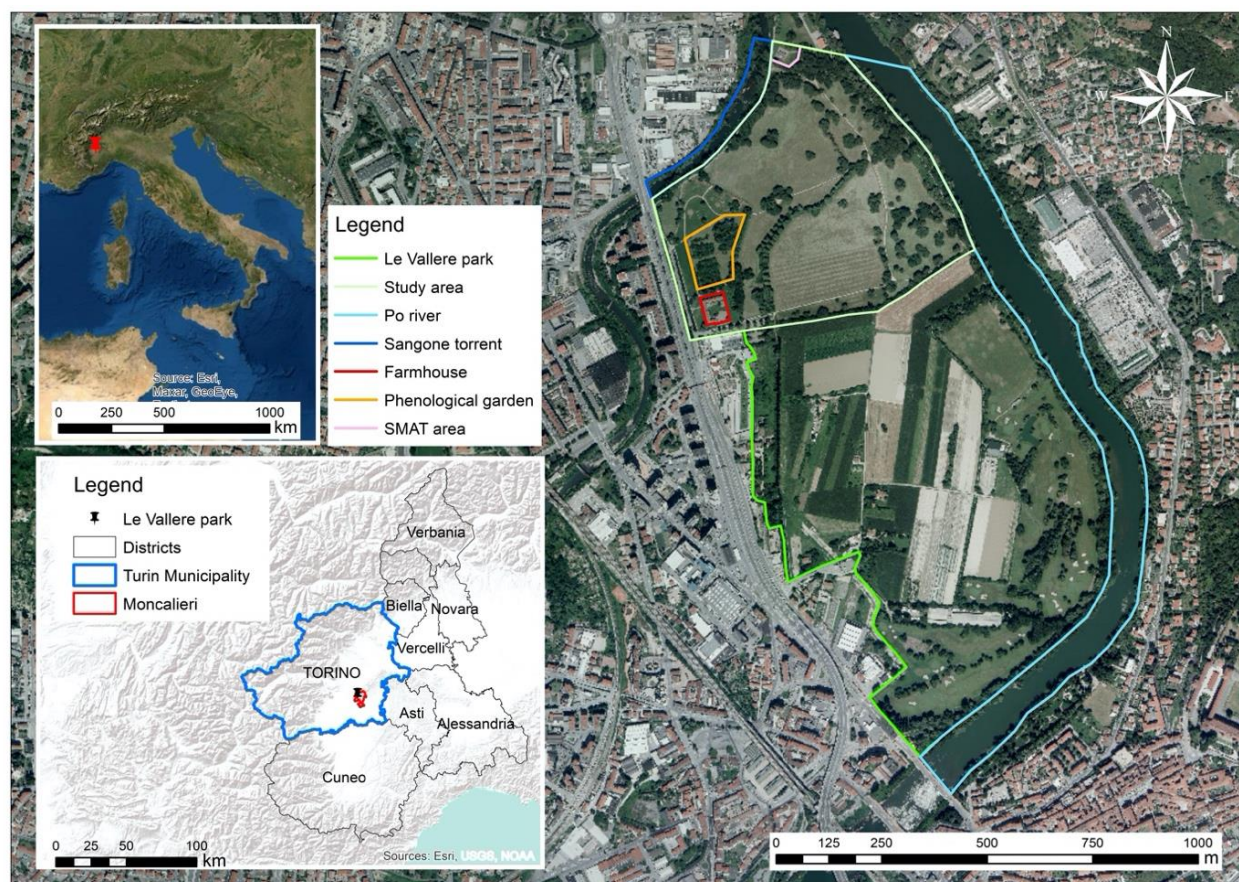 Source: Esri,
Maxar, GeoEye,
0 250 500 1000
km
Legend
Le Vallere park
Study area
Po river
Sangone torrent
Farmhouse
Phenological garden
SMAT area
N
W E
S
Legend
Le Vallere park
Districts
Turin Municipality
Moncalieri
Verbania
Biella
Novara
Vercelli
TORINO
Asti
Alessandria
Cuneo
0 25 50 100
km
Sources: Esri, USGS, NOAA
0 125 250 500 750 1000
m